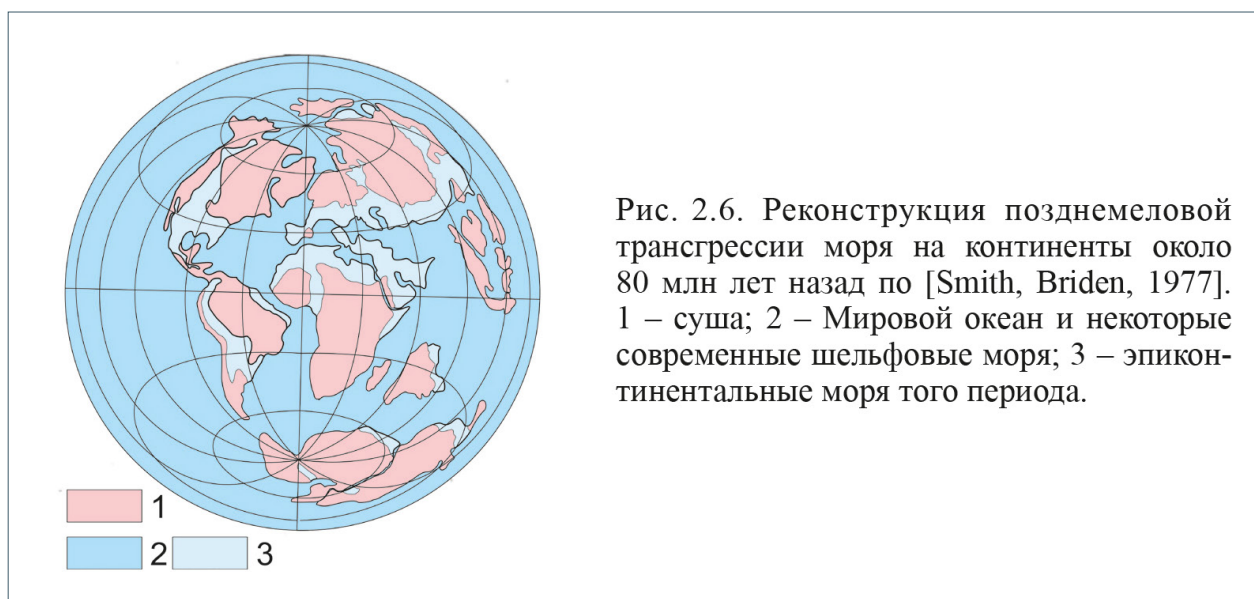 Рис. 2.6. Реконструкция позднемеловой
трансгрессии моря на континенты около
80 млн лет назад по [Smith, Briden, 1977].
1 – суша; 2 – Мировой океан и некоторые
современные шельфовые моря; 3 – эпикон-
тинентальные моря того периода.
1
2 3